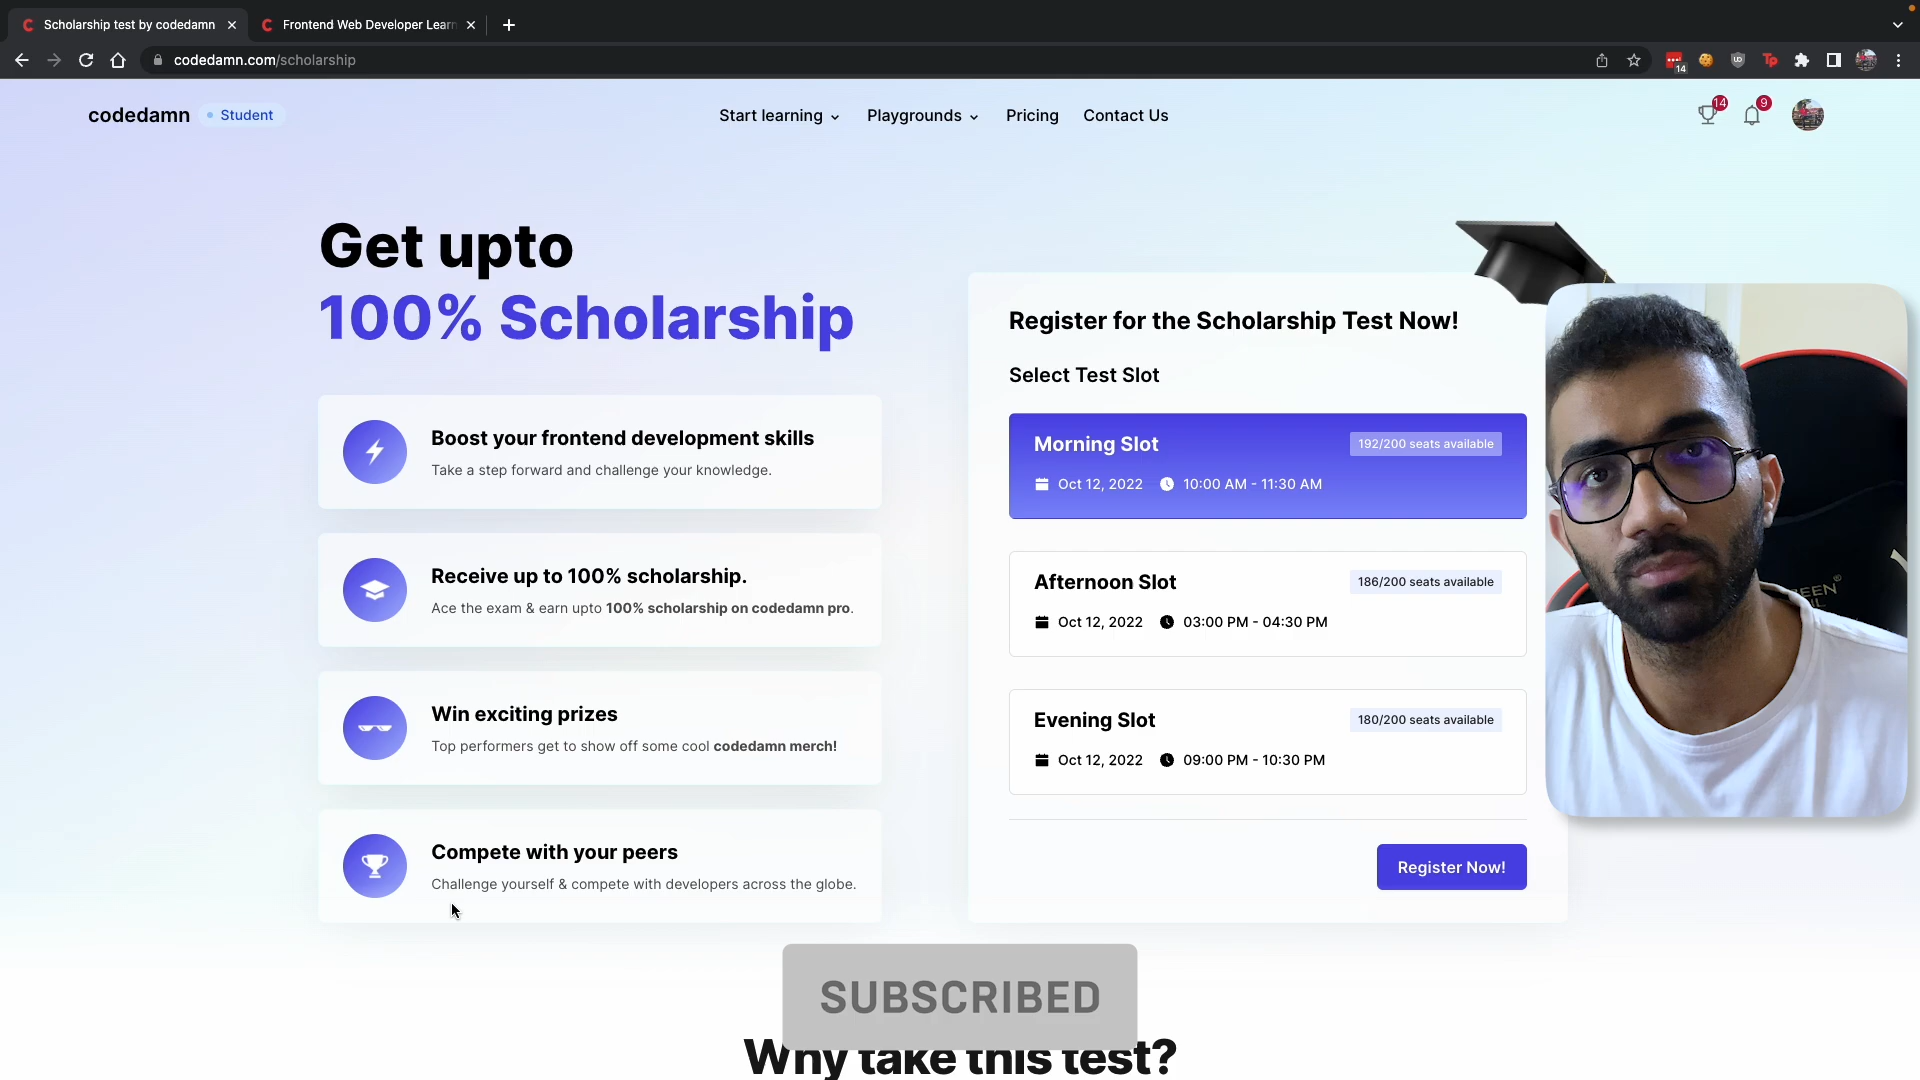 Scholarship test by codedamn
Frontend Web Developer Learn
codedamn.com/scholarship
14
codedamn
Student
Start learning
Playgrounds
Pricing
Contact Us
14
9
Get upto
100% Scholarship
Boost your frontend development skills
Take a step forward and challenge your knowledge.
Receive up to 100% scholarship.
Ace the exam & earn upto 100% scholarship on codedamn pro.
Win exciting prizes
Top performers get to show off some cool codedamn merch!
Compete with your peers
Challenge yourself & compete with developers across the globe.
Register for the Scholarship Test Now!
Select Test Slot
Morning Slot
192/200 seats available
Oct 12, 2022
10:00 AM - 11:30 AM
Afternoon Slot
186/200 seats available
Oct 12, 2022
03:00 PM - 04:30 PM
Evening Slot
180/200 seats available
Oct 12, 2022
09:00 PM - 10:30 PM
Register Now!
SUBSCRIBED
Why take this test?